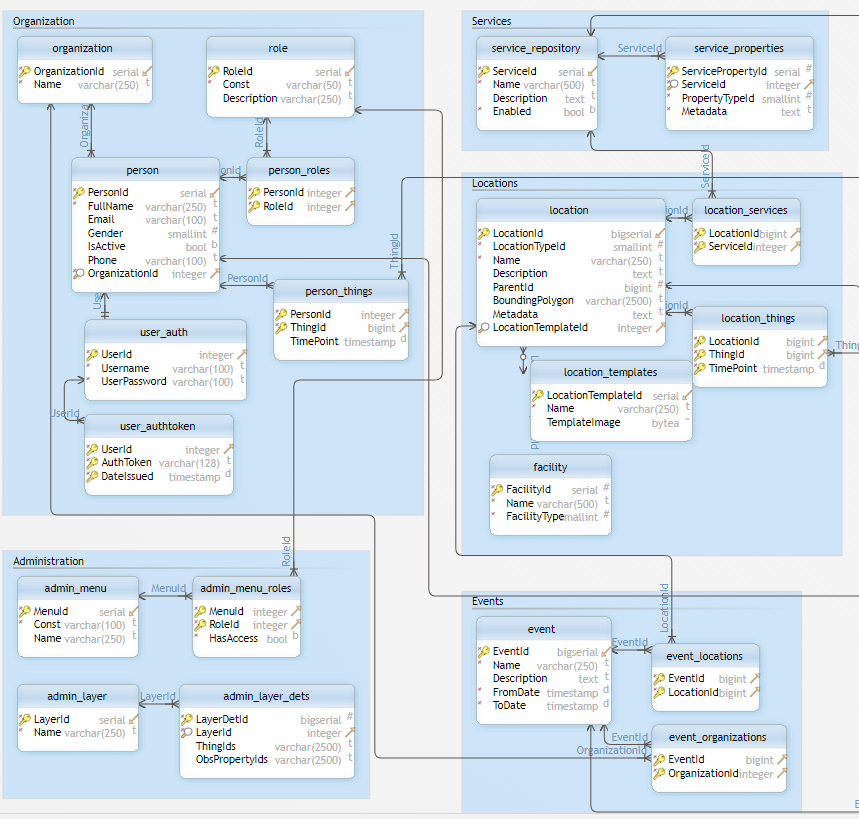 Organization
organization
OrganizationId serial
Name varchar(250) t
role
RoleId serial
Const varchar(50) t
Description varchar(250) t
Organiza
RoleId
person
PersonId serial
FullName varchar(250) t
Email varchar(100) t
Gender smallint #
IsActive bool b
Phone varchar(100) t
OrganizationId integer
onId
person_roles
PersonId integer
RoleId integer
ThingId
PersonId
person_things
PersonId integer
ThingId bigint
TimePoint timestamp d
Use
user_auth
UserId integer
Username varchar(100) t
UserPassword varchar(100) t
UserId
user_authtoken
UserId integer
AuthToken varchar(128) t
DateIssued timestamp d
Services
service_repository
ServiceId serial
Name varchar(500) t
Description text t
Enabled bool b
ServiceId
service_properties
ServicePropertyId serial #
ServiceId integer
PropertyTypeId smallint #
Metadata text t
ServiceId
Locations
location
LocationId bigserial
LocationTypeId smallint #
Name varchar(250) t
Description text t
ParentId bigint #
BoundingPolygon varchar(2500) t
Metadata text t
LocationTemplateId integer
ionId
location_services
LocationId bigint
ServiceId integer
ionId
location_things
LocationId bigint
ThingId bigint
TimePoint timestamp d
Thing
location_templates
LocationTemplateId serial
Name varchar(250) t
TemplateImage bytea ~
facility
FacilityId serial #
Name varchar(500) t
FacilityType mallint #
Administration
RoleId
admin_menu
MenuId serial
Const varchar(100) t
Name varchar(250) t
MenuId
admin_menu_roles
MenuId integer
RoleId integer
HasAccess bool b
admin_layer
LayerId serial
Name varchar(250) t
LayerId
admin_layer_dets
LayerDetId bigserial #
LayerId integer
ThingIds varchar(2500) t
ObsPropertyIds varchar(2500) t
Events
event
EventId bigserial
Name varchar(250) t
Description text t
FromDate timestamp d
ToDate timestamp d
LocationId
EventId
event_locations
EventId bigint
LocationId bigint
EventId
OrganizationId
event_organizations
EventId bigint
OrganizationId integer
E